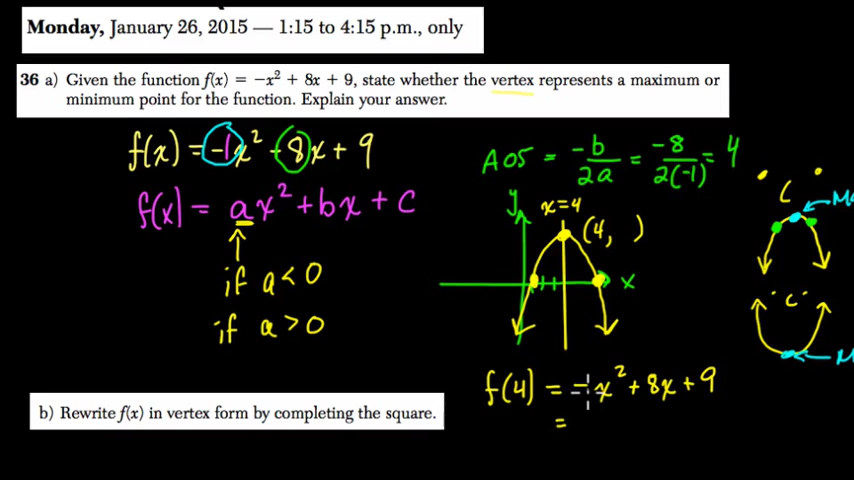 Monday, January 26, 2015 — 1:15 to 4:15 p.m., only
36 a) Given the function f(x) = −x² + 8x + 9, state whether the vertex represents a maximum or
minimum point for the function. Explain your answer.
f(x) = -1x² + 8x + 9
f(x) = ax² + bx + c
if a < 0
if a > 0
AOS = -b/2a = -8/2(-1) = 4
y
x=4
(4, )
x
f(4) = -x² + 8x + 9
=
b) Rewrite f(x) in vertex form by completing the square.